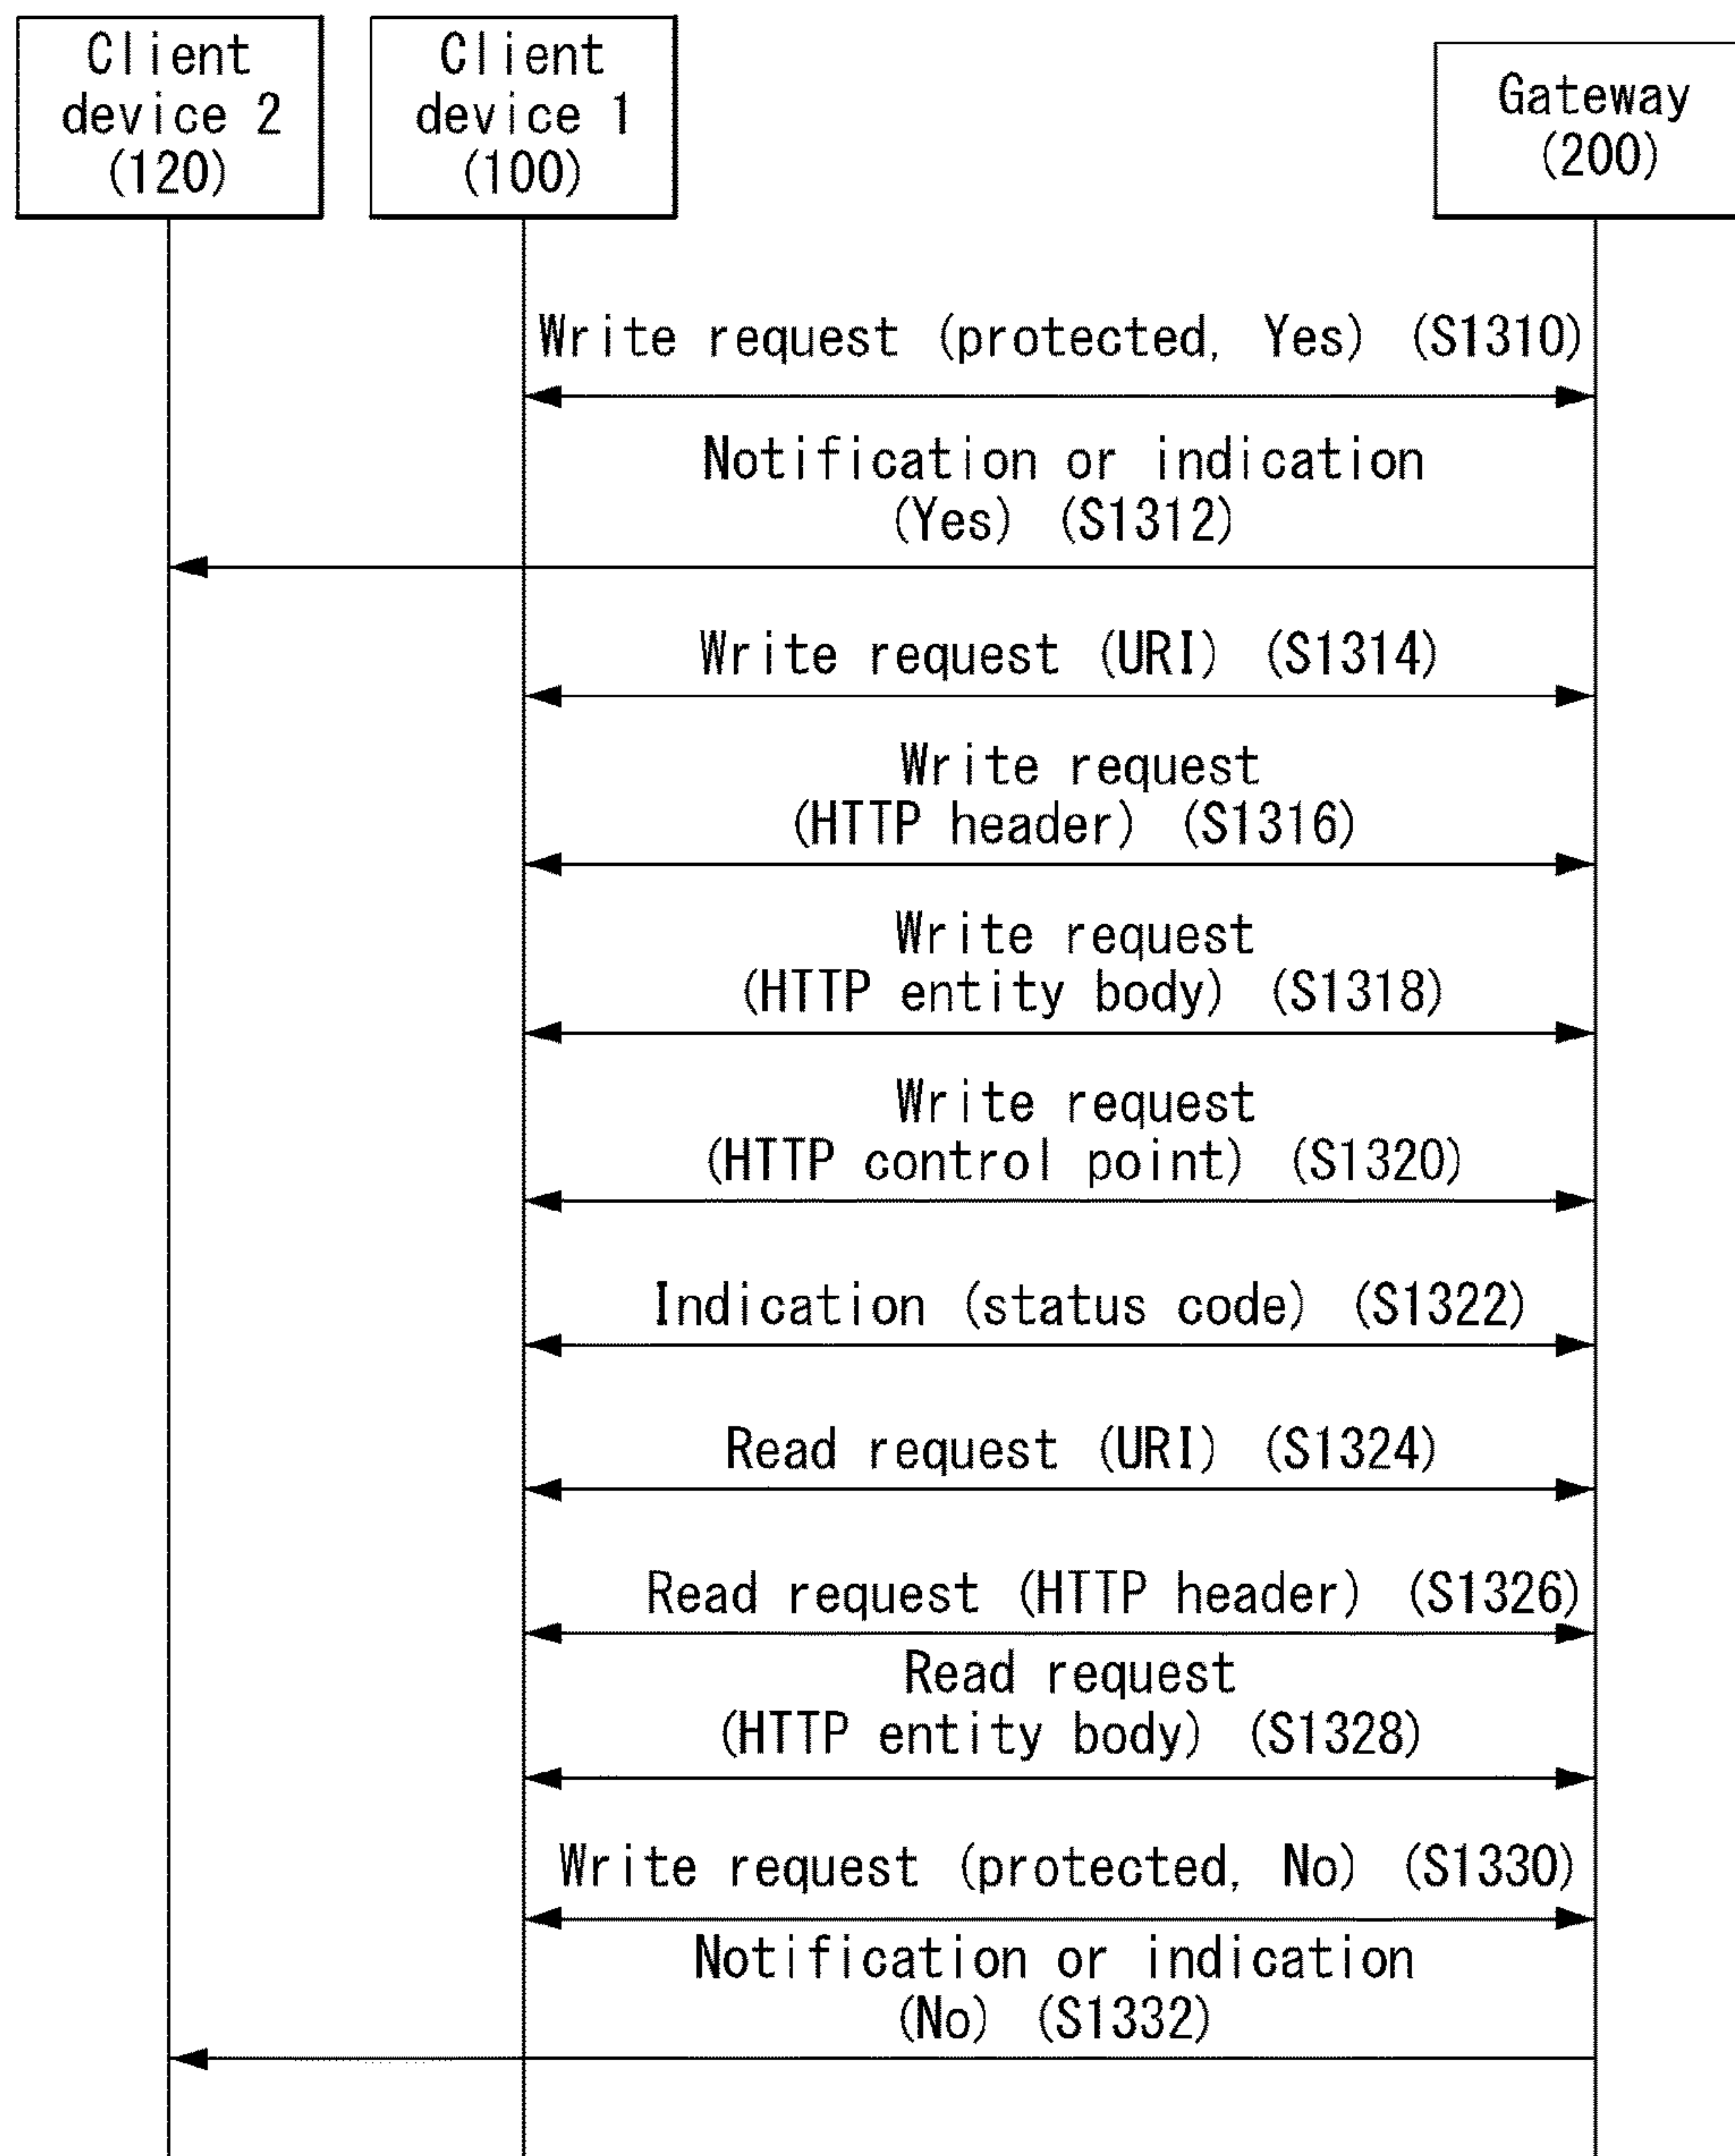 Client
device 2
(120)
Client
device 1
(100)
Gateway
(200)
Write request (protected, Yes) (S1310)
Notification or indication
(Yes) (S1312)
Write request (URI) (S1314)
Write request
(HTTP header) (S1316)
Write request
(HTTP entity body) (S1318)
Write request
(HTTP control point) (S1320)
Indication (status code) (S1322)
Read request (URI) (S1324)
Read request (HTTP header) (S1326)
Read request
(HTTP entity body) (S1328)
Write request (protected, No) (S1330)
Notification or indication
(No) (S1332)